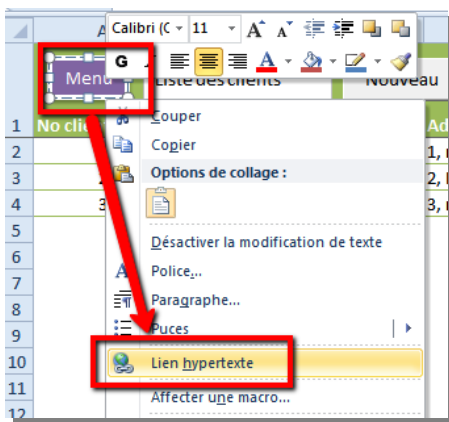 A
Calibri (C 11 A A
G A
Menu Liste des clients Nouveau
1 No clie Ad
Couper
2 Copier 1, r
3 Options de collage : 2, l
4 3 3, r
5
Désactiver la modification de texte
6
7 A Police...
8 Paragraphe...
9 Puces
10 Lien hypertexte
11 Affecter une macro...
12